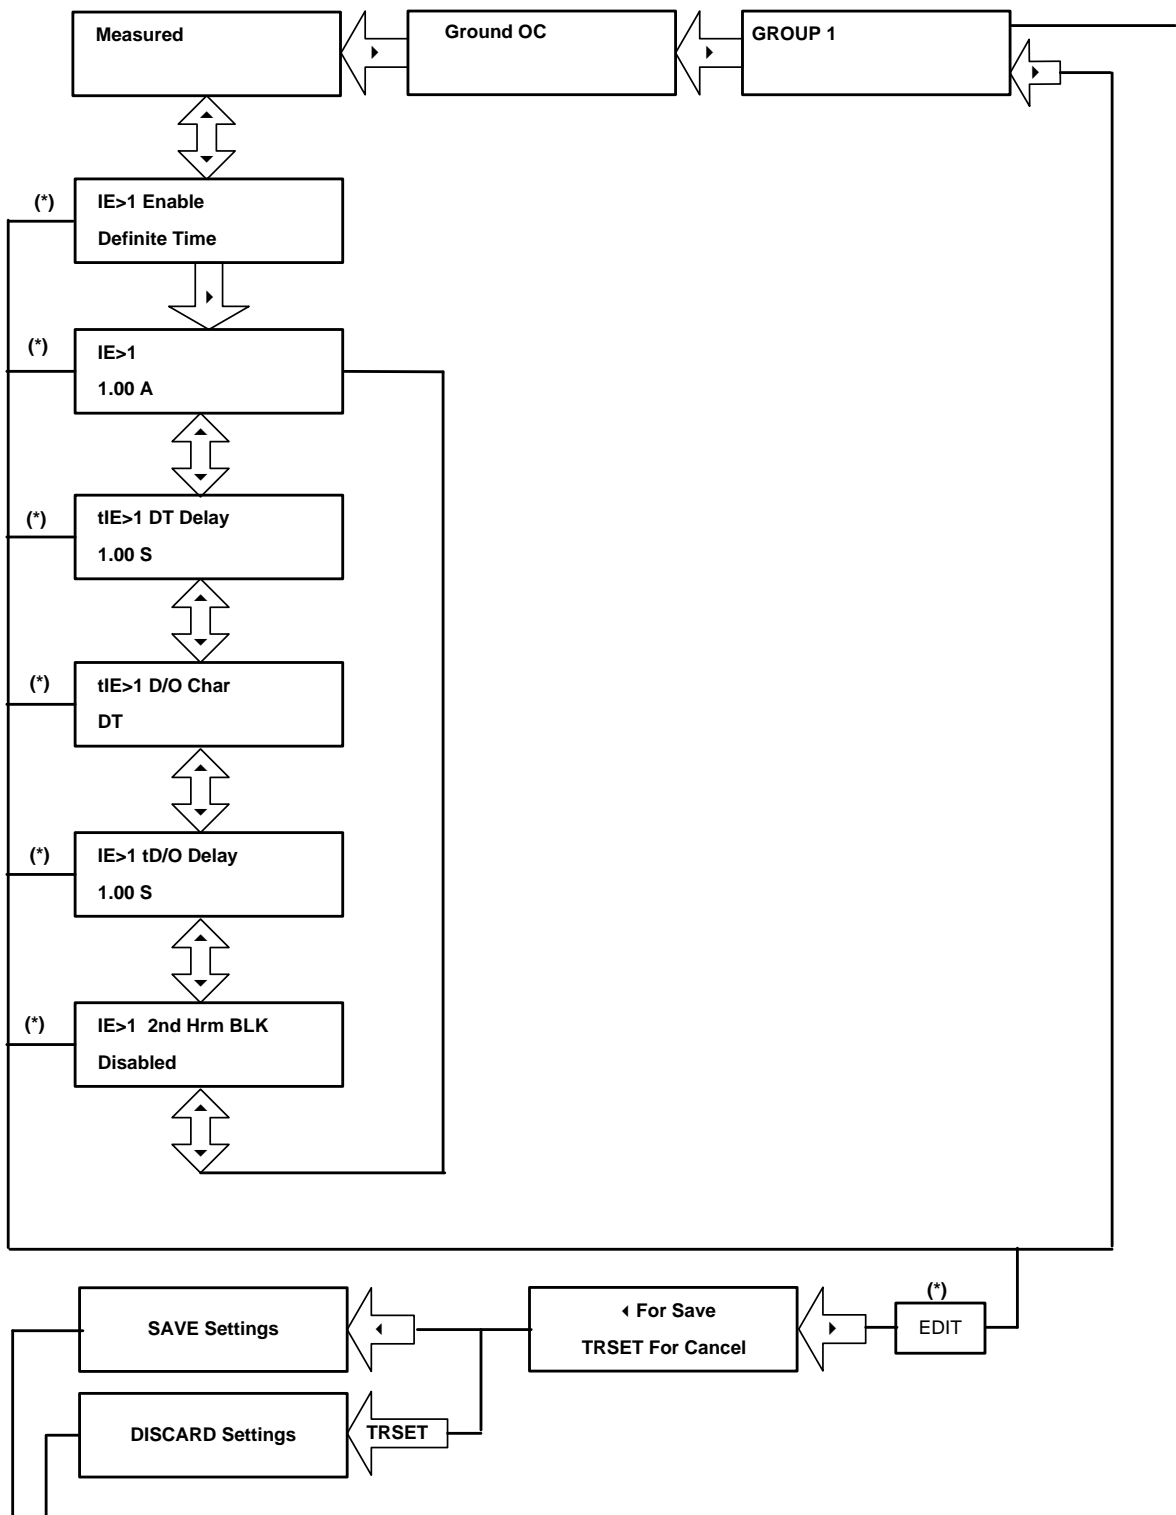 Measured
Ground OC
GROUP 1
(*)
IE>1 Enable
Definite Time
(*)
IE>1
1.00 A
(*)
tIE>1 DT Delay
1.00 S
(*)
tIE>1 D/O Char
DT
(*)
IE>1 tD/O Delay
1.00 S
(*)
IE>1 2nd Hrm BLK
Disabled
SAVE Settings
For Save
TRSET For Cancel
(*)
EDIT
DISCARD Settings
TRSET